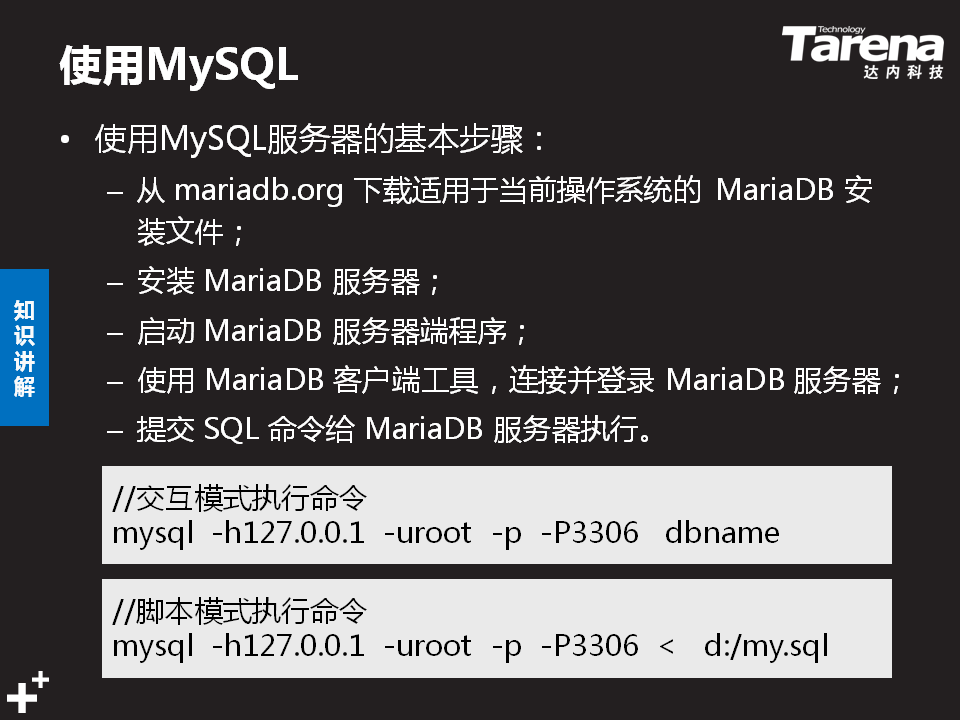 使用MySQL
Technology
Tarena
达内科技
• 使用MySQL服务器的基本步骤：
– 从 mariadb.org 下载适用于当前操作系统的 MariaDB 安
装文件；
– 安装 MariaDB 服务器；
– 启动 MariaDB 服务器端程序；
– 使用 MariaDB 客户端工具，连接并登录 MariaDB 服务器；
– 提交 SQL 命令给 MariaDB 服务器执行。
知
识
讲
解
//交互模式执行命令
mysql -h127.0.0.1 -uroot -p -P3306 dbname
//脚本模式执行命令
mysql -h127.0.0.1 -uroot -p -P3306 < d:/my.sql